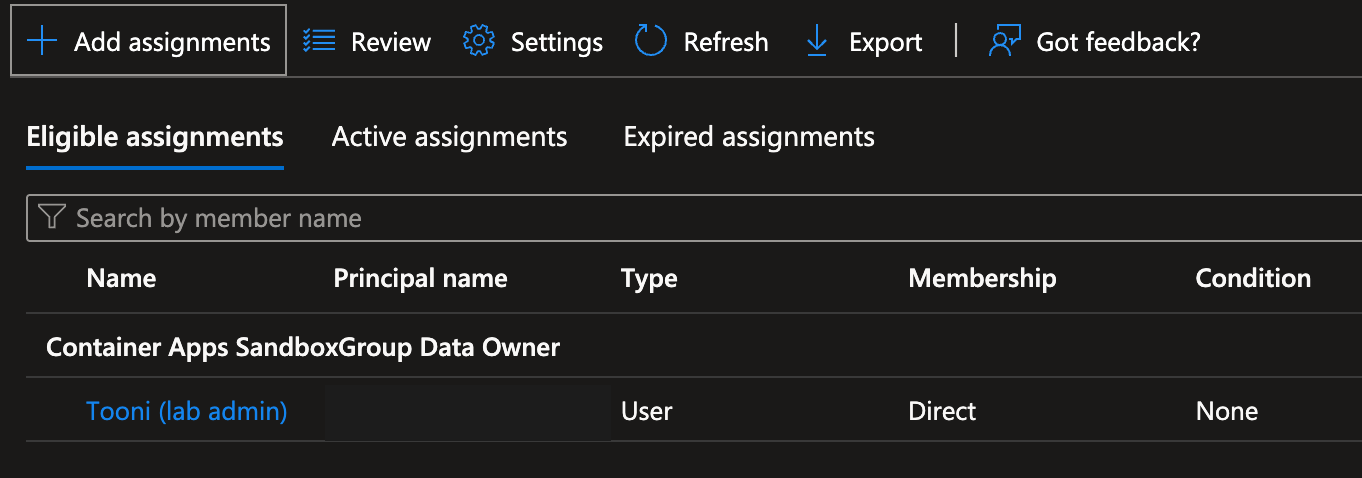 Add assignments Review Settings Refresh Export Got feedback?
Eligible assignments Active assignments Expired assignments
Search by member name
Name Principal name Type Membership Condition
Container Apps SandboxGroup Data Owner
Tooni (lab admin) User Direct None